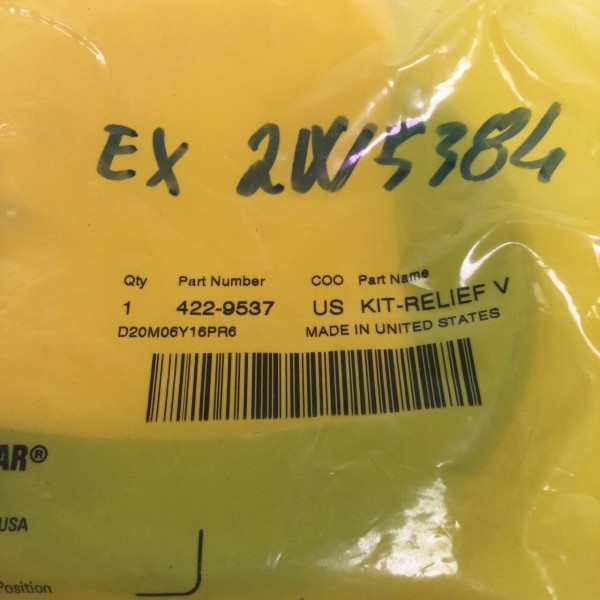 EX 2W5384
Qty Part Number COO Part Name
1 422-9537 US KIT-RELIEF V
D20M06Y16PR6 MADE IN UNITED STATES
AR®
USA
Position